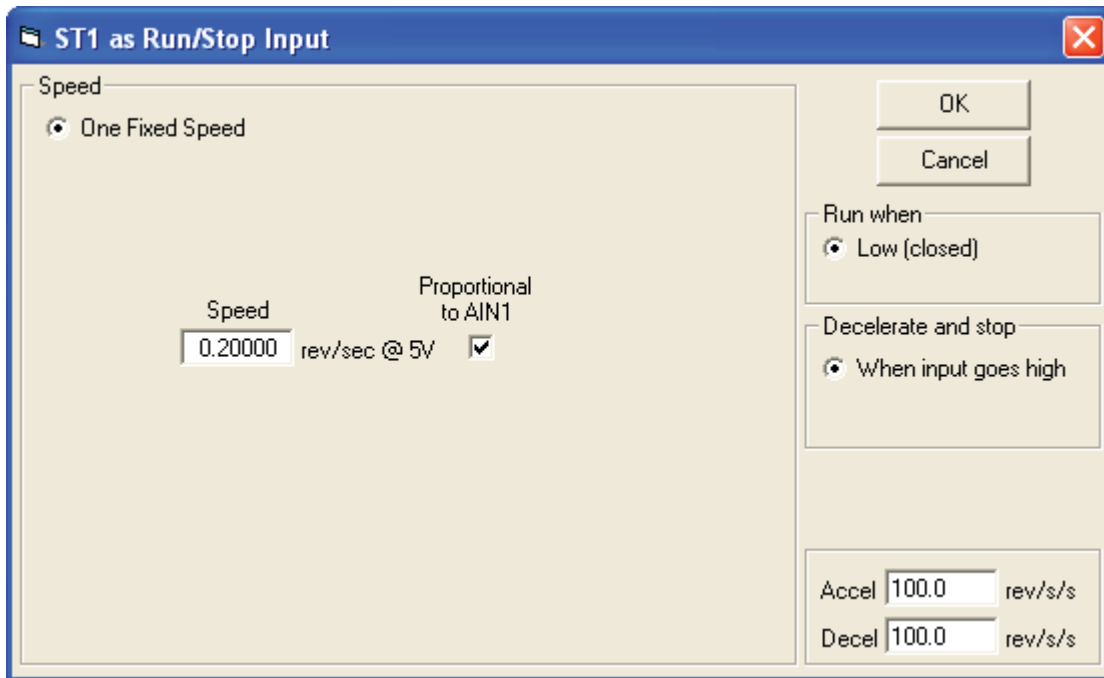 ST1 as Run/Stop Input
Speed
One Fixed Speed
Speed
Proportional
to AIN1
0.20000 rev/sec @ 5V
OK
Cancel
Run when
Low (closed)
Decelerate and stop
When input goes high
Accel 100.0 rev/s/s
Decel 100.0 rev/s/s